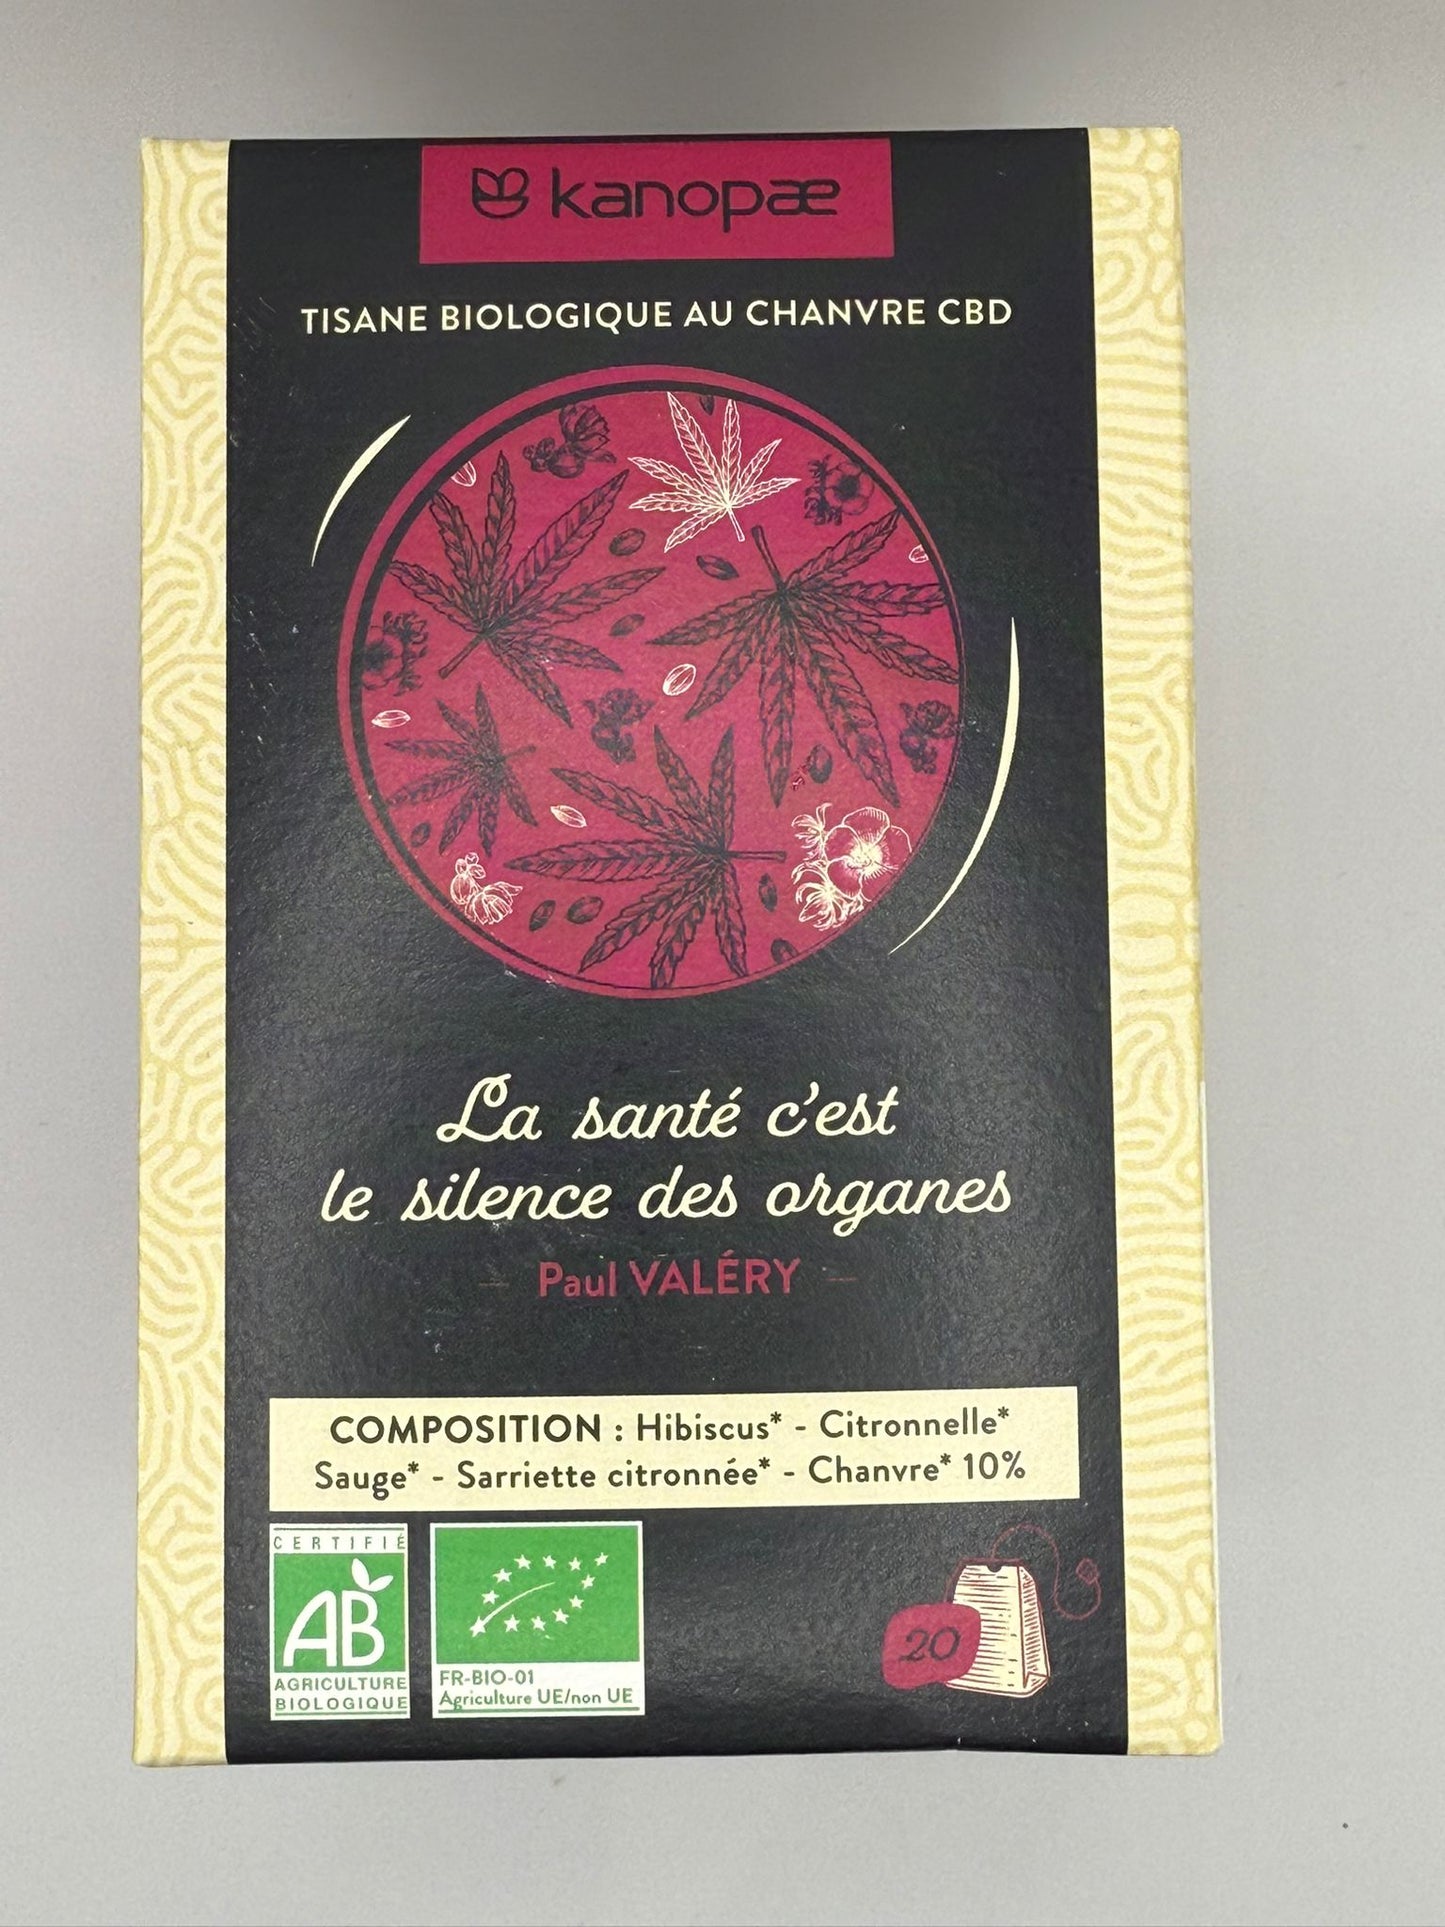 kanopæ
TISANE BIOLOGIQUE AU CHANVRE CBD
La santé c'est
le silence des organes
Paul VALÉRY
COMPOSITION : Hibiscus* - Citronnelle*
Sauge* - Sarriette citronnée* - Chanvre* 10%
CERTIFIÉ
AB
AGRICULTURE
BIOLOGIQUE
FR-BIO-01
Agriculture UE/non UE
20